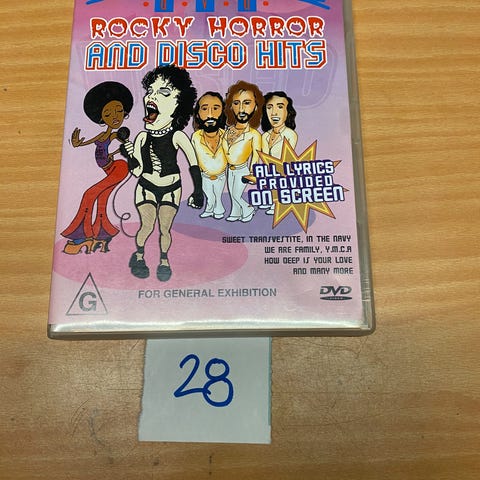 ROCKY HORROR
AND DISCO HITS
ALL LYRICS
PROVIDED
ON SCREEN
SWEET TRANSVESTITE, IN THE NAVY
WE ARE FAMILY, Y.M.C.A
HOW DEEP IS YOUR LOVE
AND MANY MORE
G
FOR GENERAL EXHIBITION
DVD
VIDEO
28